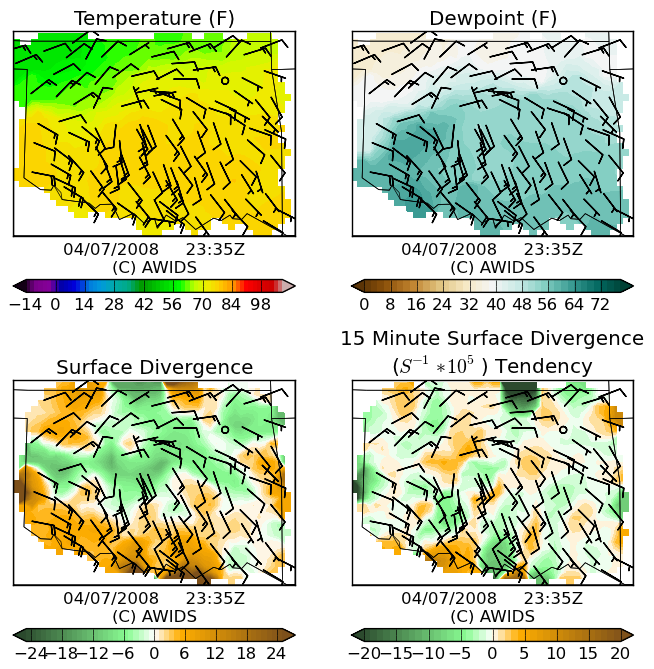 Temperature (F)
Dewpoint (F)
04/07/2008 23:35Z
(C) AWIDS
04/07/2008 23:35Z
(C) AWIDS
−14 0 14 28 42 56 70 84 98
0 8 16 24 32 40 48 56 64 72
Surface Divergence
15 Minute Surface Divergence
(S⁻¹ *10⁵ ) Tendency
04/07/2008 23:35Z
(C) AWIDS
04/07/2008 23:35Z
(C) AWIDS
−24 −18 −12 −6 0 6 12 18 24
−20 −15 −10 −5 0 5 10 15 20